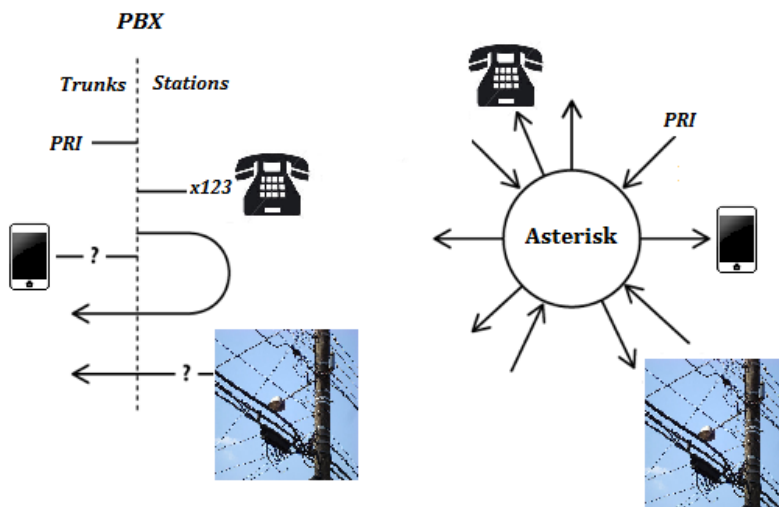 PBX
Trunks Stations
PRI
x123
?
?
PRI
Asterisk